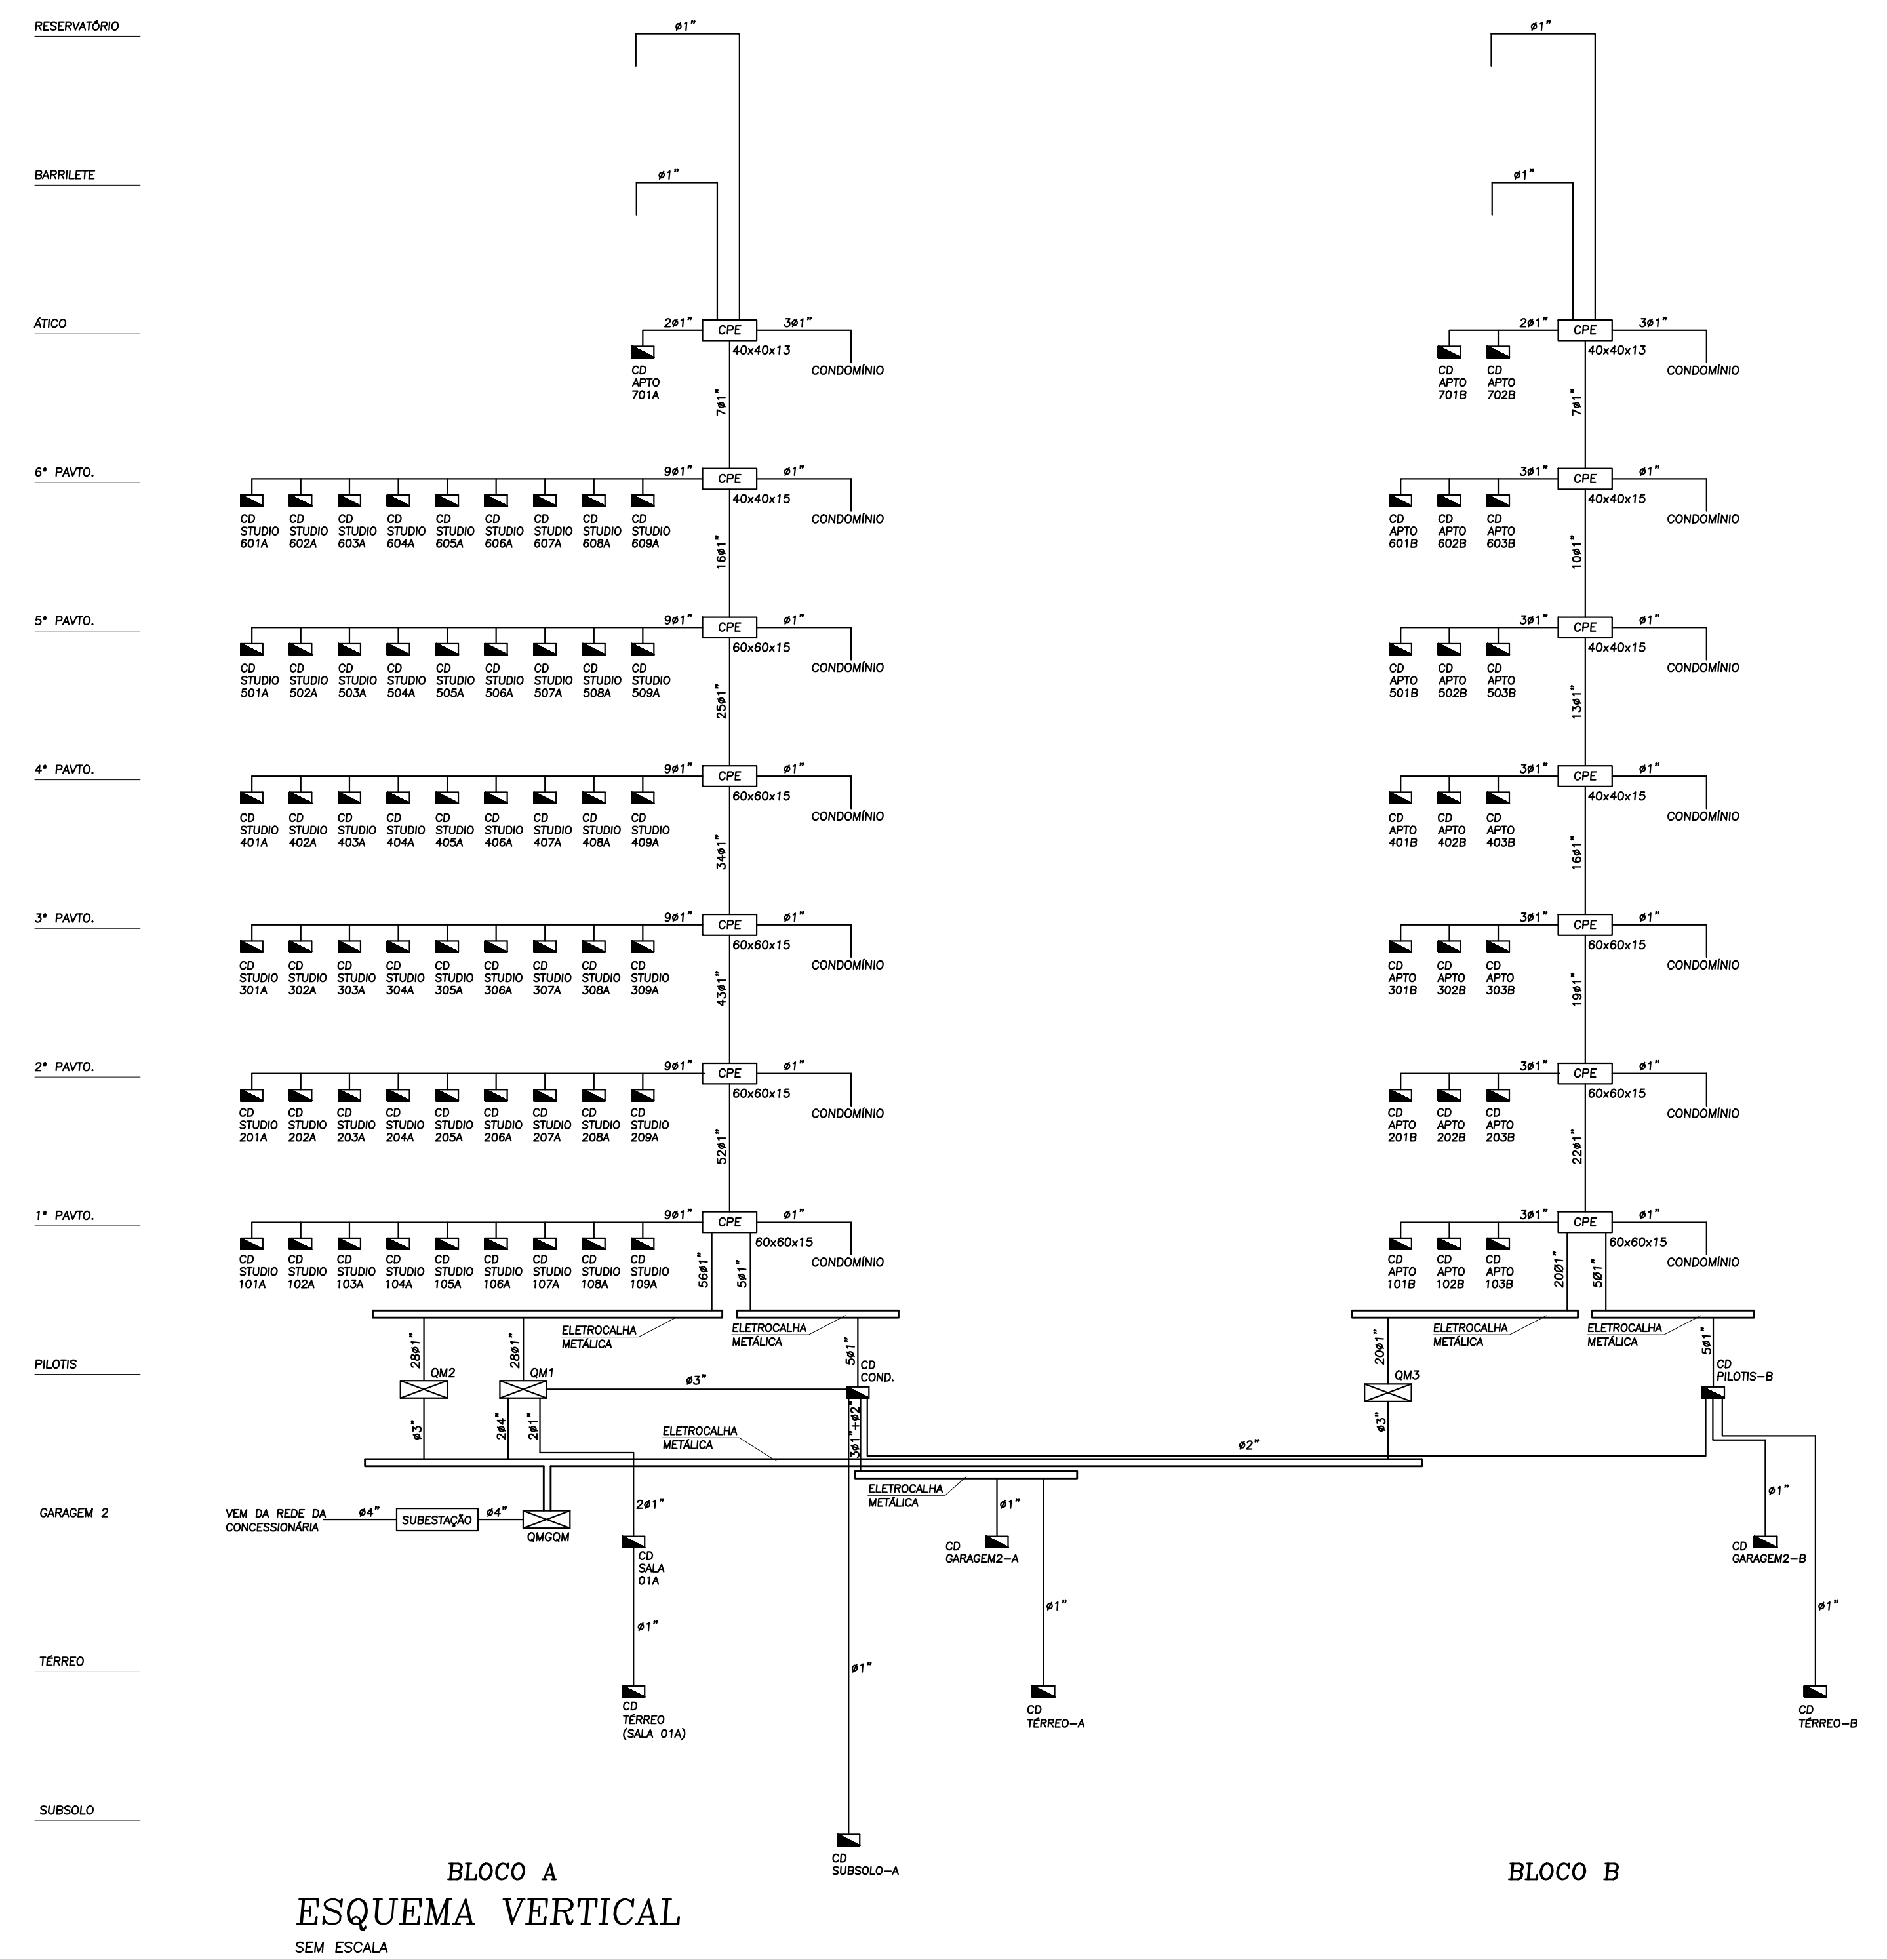 RESERVATÓRIO
ø1"
ø1"
BARRILETE
ø1"
ø1"
ÁTICO
2ø1"
CPE
3ø1"
40x40x13
CONDOMÍNIO
CD
APTO
701A
7ø1"
2ø1"
CPE
3ø1"
40x40x13
CONDOMÍNIO
CD
APTO
701B
CD
APTO
702B
7ø1"
6° PAVTO.
9ø1"
CPE
ø1"
40x40x15
CONDOMÍNIO
CD
STUDIO
601A
CD
STUDIO
602A
CD
STUDIO
603A
CD
STUDIO
604A
CD
STUDIO
605A
CD
STUDIO
606A
CD
STUDIO
607A
CD
STUDIO
608A
CD
STUDIO
609A
16ø1"
3ø1"
CPE
ø1"
40x40x15
CONDOMÍNIO
CD
APTO
601B
CD
APTO
602B
CD
APTO
603B
10ø1"
5° PAVTO.
9ø1"
CPE
ø1"
60x60x15
CONDOMÍNIO
CD
STUDIO
501A
CD
STUDIO
502A
CD
STUDIO
503A
CD
STUDIO
504A
CD
STUDIO
505A
CD
STUDIO
506A
CD
STUDIO
507A
CD
STUDIO
508A
CD
STUDIO
509A
25ø1"
3ø1"
CPE
ø1"
40x40x15
CONDOMÍNIO
CD
APTO
501B
CD
APTO
502B
CD
APTO
503B
13ø1"
4° PAVTO.
9ø1"
CPE
ø1"
60x60x15
CONDOMÍNIO
CD
STUDIO
401A
CD
STUDIO
402A
CD
STUDIO
403A
CD
STUDIO
404A
CD
STUDIO
405A
CD
STUDIO
406A
CD
STUDIO
407A
CD
STUDIO
408A
CD
STUDIO
409A
34ø1"
3ø1"
CPE
ø1"
40x40x15
CONDOMÍNIO
CD
APTO
401B
CD
APTO
402B
CD
APTO
403B
16ø1"
3° PAVTO.
9ø1"
CPE
ø1"
60x60x15
CONDOMÍNIO
CD
STUDIO
301A
CD
STUDIO
302A
CD
STUDIO
303A
CD
STUDIO
304A
CD
STUDIO
305A
CD
STUDIO
306A
CD
STUDIO
307A
CD
STUDIO
308A
CD
STUDIO
309A
43ø1"
3ø1"
CPE
ø1"
60x60x15
CONDOMÍNIO
CD
APTO
301B
CD
APTO
302B
CD
APTO
303B
19ø1"
2° PAVTO.
9ø1"
CPE
ø1"
60x60x15
CONDOMÍNIO
CD
STUDIO
201A
CD
STUDIO
202A
CD
STUDIO
203A
CD
STUDIO
204A
CD
STUDIO
205A
CD
STUDIO
206A
CD
STUDIO
207A
CD
STUDIO
208A
CD
STUDIO
209A
52ø1"
3ø1"
CPE
ø1"
60x60x15
CONDOMÍNIO
CD
APTO
201B
CD
APTO
202B
CD
APTO
203B
22ø1"
1° PAVTO.
9ø1"
CPE
ø1"
60x60x15
CONDOMÍNIO
CD
STUDIO
101A
CD
STUDIO
102A
CD
STUDIO
103A
CD
STUDIO
104A
CD
STUDIO
105A
CD
STUDIO
106A
CD
STUDIO
107A
CD
STUDIO
108A
CD
STUDIO
109A
56ø1"
5ø1"
3ø1"
CPE
ø1"
60x60x15
CONDOMÍNIO
CD
APTO
101B
CD
APTO
102B
CD
APTO
103B
20Ø1"
5Ø1"
ELETROCALHA
METÁLICA
ELETROCALHA
METÁLICA
ELETROCALHA
METÁLICA
ELETROCALHA
METÁLICA
PILOTIS
28ø1"
QM2
28ø1"
QM1
5ø1"
CD
COND.
ø3"
20ø1"
QM3
5ø1"
CD
PILOTIS-B
ø3"
2ø4"
2ø1"
ELETROCALHA
METÁLICA
3ø1"+ø2"
ø2"
ø3"
ELETROCALHA
METÁLICA
GARAGEM 2
VEM DA REDE DA
CONCESSIONÁRIA
ø4"
SUBESTAÇÃO
ø4"
QMGQM
2ø1"
CD
SALA
01A
ø1"
CD
GARAGEM2-A
ø1"
CD
GARAGEM2-B
ø1"
ø1"
ø1"
TÉRREO
ø1"
CD
TÉRREO
(SALA 01A)
CD
TÉRREO-A
CD
TÉRREO-B
SUBSOLO
CD
SUBSOLO-A
BLOCO A
BLOCO B
ESQUEMA VERTICAL
SEM ESCALA